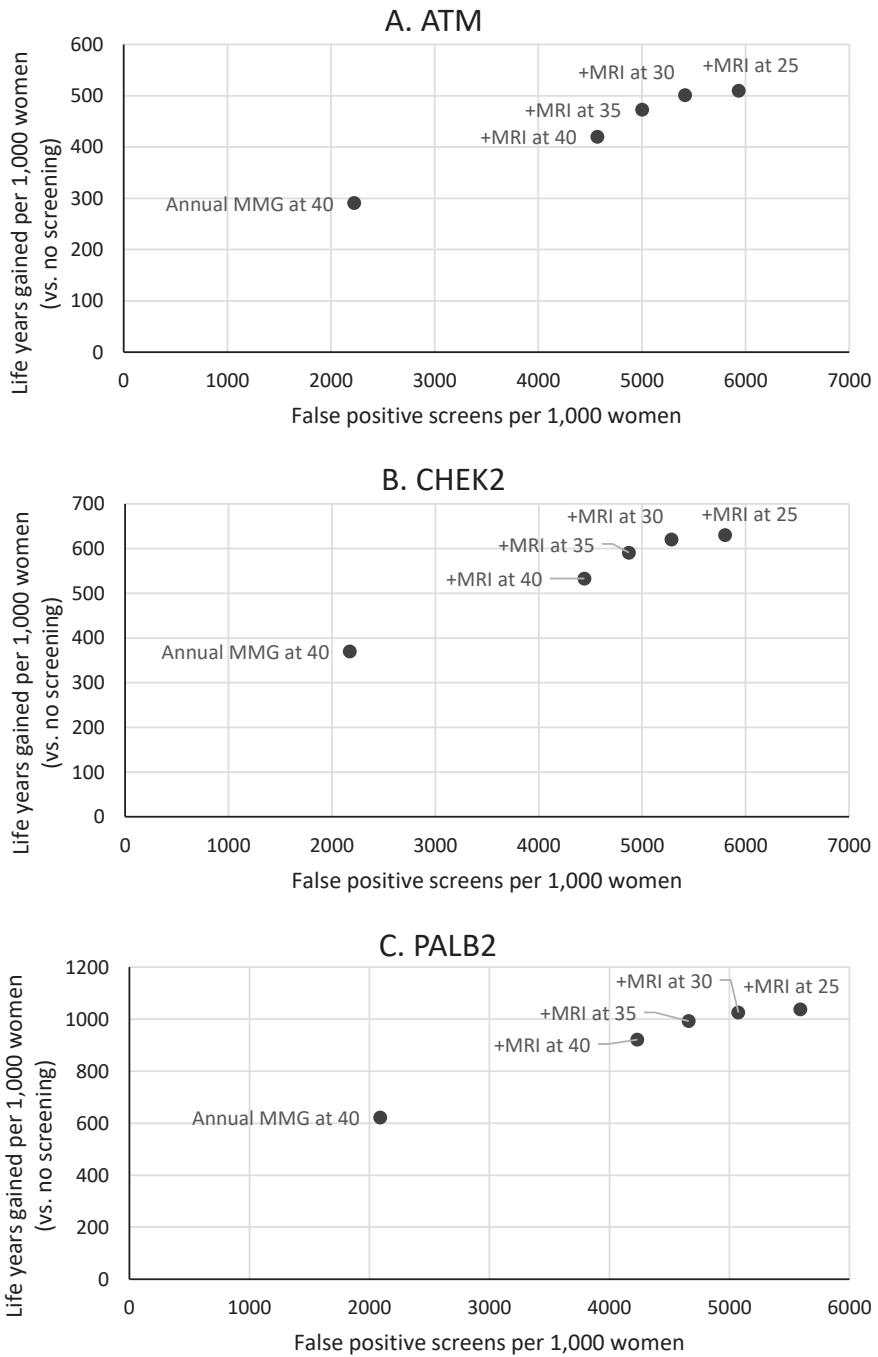 A. ATM
Life years gained per 1,000 women
(vs. no screening)
600
500
400
300
200
100
0
+MRI at 30
+MRI at 25
+MRI at 35
+MRI at 40
Annual MMG at 40
0 1000 2000 3000 4000 5000 6000 7000
False positive screens per 1,000 women
B. CHEK2
Life years gained per 1,000 women
(vs. no screening)
700
600
500
400
300
200
100
0
+MRI at 30
+MRI at 25
+MRI at 35
+MRI at 40
Annual MMG at 40
0 1000 2000 3000 4000 5000 6000 7000
False positive screens per 1,000 women
C. PALB2
Life years gained per 1,000 women
(vs. no screening)
1200
1000
800
600
400
200
0
+MRI at 30
+MRI at 25
+MRI at 35
+MRI at 40
Annual MMG at 40
0 1000 2000 3000 4000 5000 6000
False positive screens per 1,000 women